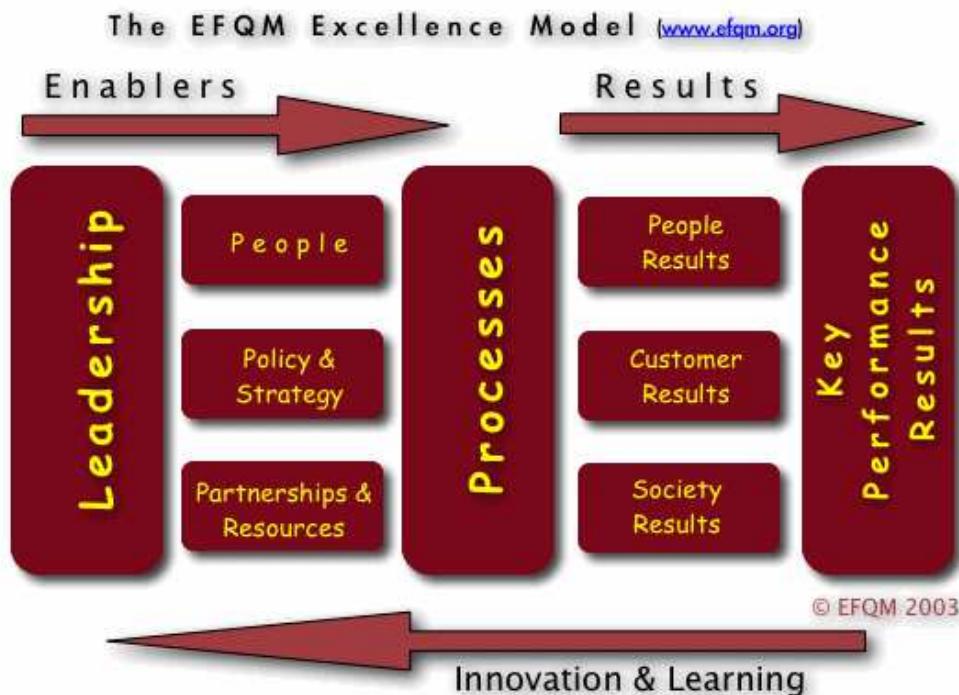 The EFQM Excellence Model (www.efqm.org)
Enablers
Results
Leadership
People
Policy &
Strategy
Partnerships &
Resources
Processes
People
Results
Customer
Results
Society
Results
Key
Performance
Results
© EFQM 2003
Innovation & Learning